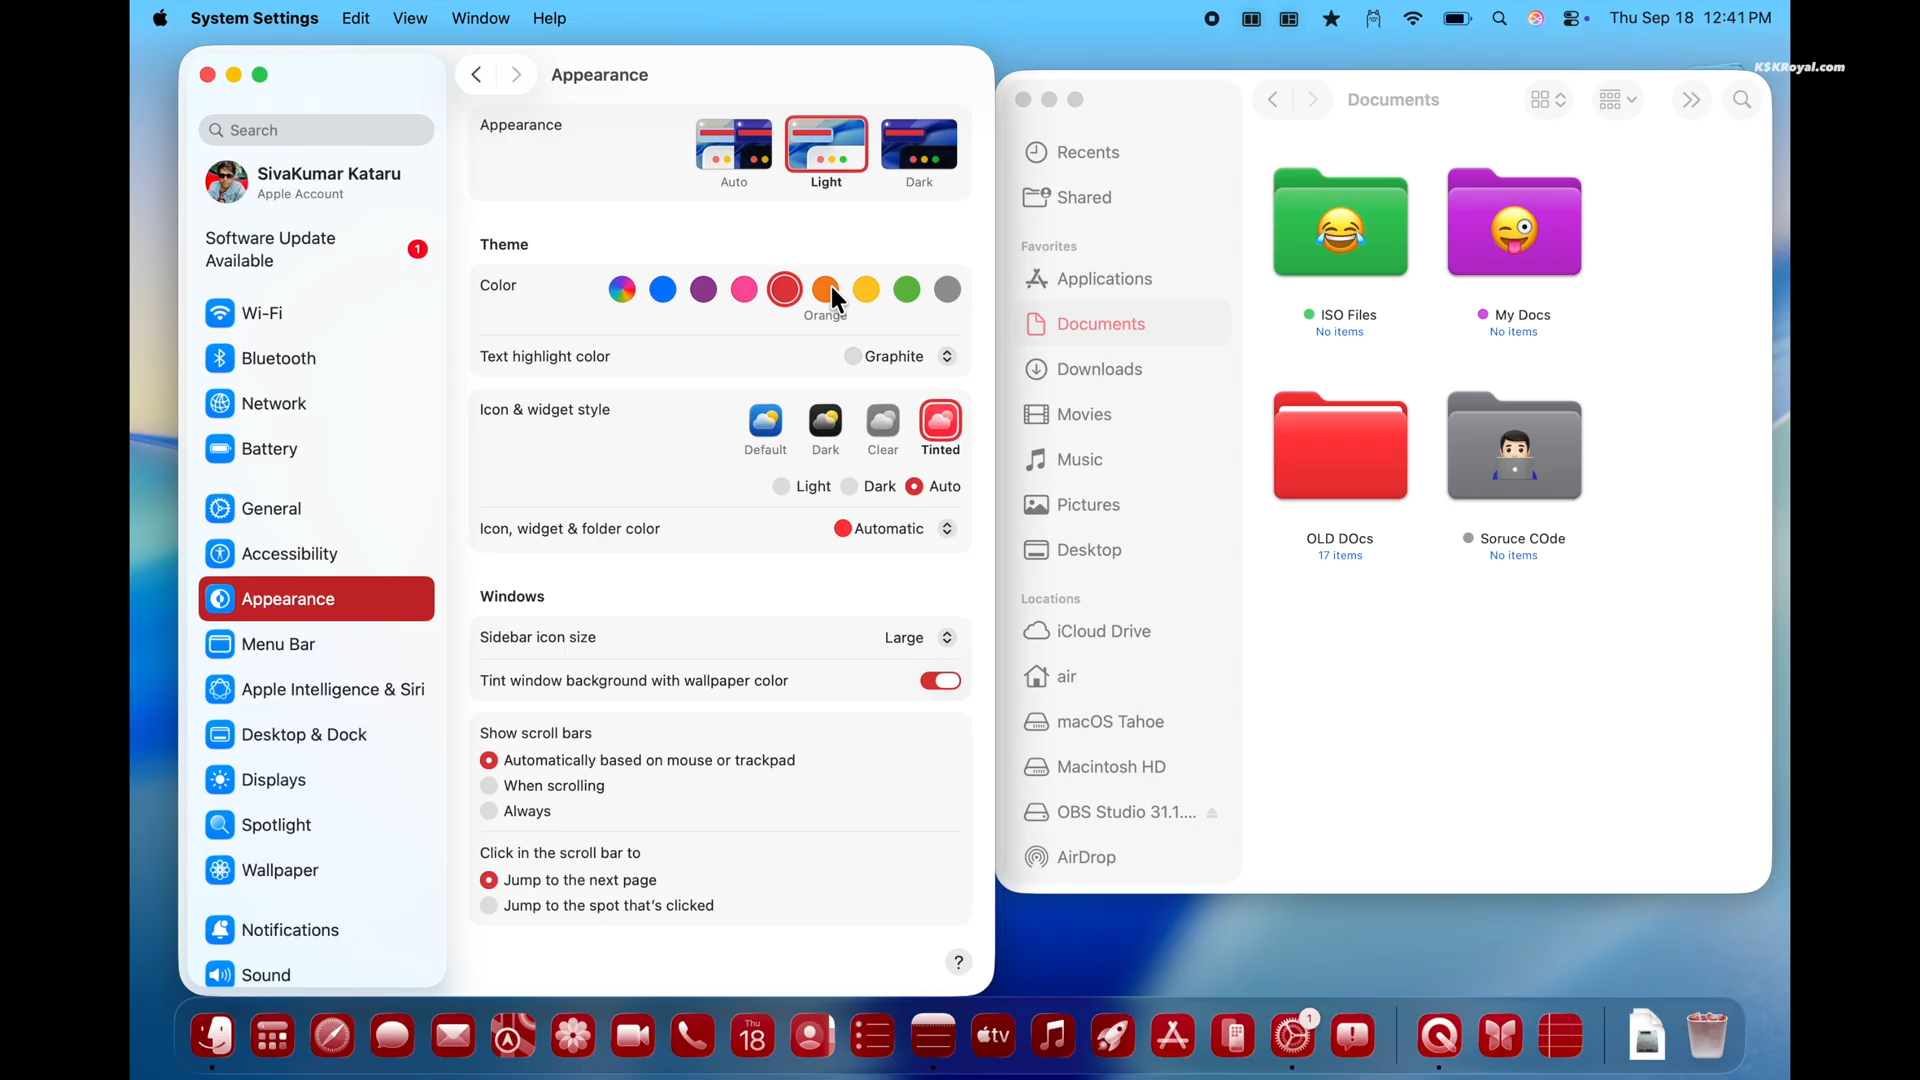 System Settings Edit View Window Help
Thu Sep 18 12:41 PM
KSKRoyal.com
Search
SivaKumar Kataru
Apple Account
Software Update
Available
1
Wi-Fi
Bluetooth
Network
Battery
General
Accessibility
Appearance
Menu Bar
Apple Intelligence & Siri
Desktop & Dock
Displays
Spotlight
Wallpaper
Notifications
Sound
Appearance
Appearance
Auto Light Dark
Theme
Color
Orange
Text highlight color Graphite
Icon & widget style
Default Dark Clear Tinted
Light Dark Auto
Icon, widget & folder color Automatic
Windows
Sidebar icon size Large
Tint window background with wallpaper color
Show scroll bars
Automatically based on mouse or trackpad
When scrolling
Always
Click in the scroll bar to
Jump to the next page
Jump to the spot that's clicked
?
Recents
Shared
Favorites
Applications
Documents
Downloads
Movies
Music
Pictures
Desktop
Locations
iCloud Drive
air
macOS Tahoe
Macintosh HD
OBS Studio 31.1....
AirDrop
Documents
ISO Files
No items
My Docs
No items
OLD DOcs
17 items
Soruce COde
No items
Thu
18
tv
1